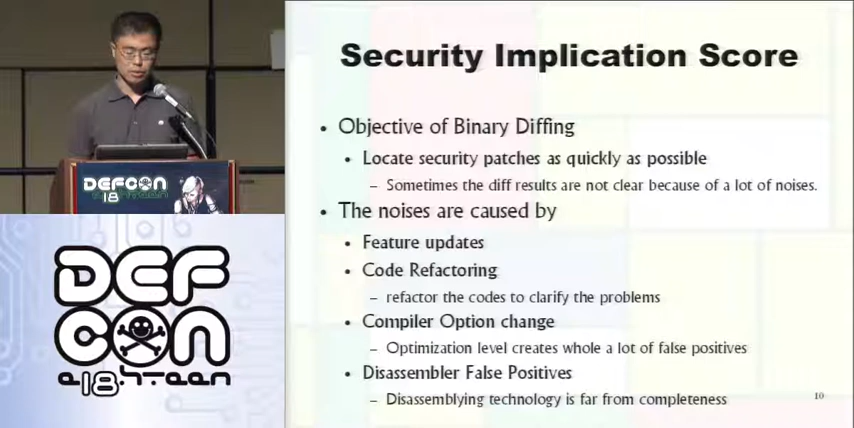 Security Implication Score
• Objective of Binary Diffing
• Locate security patches as quickly as possible
– Sometimes the diff results are not clear because of a lot of noises.
• The noises are caused by
• Feature updates
• Code Refactoring
– refactor the codes to clarify the problems
• Compiler Option change
– Optimization level creates whole a lot of false positives
• Disassembler False Positives
– Disassemblying technology is far from completeness
10
DEFCON
18
DEF
CON
e18hteen